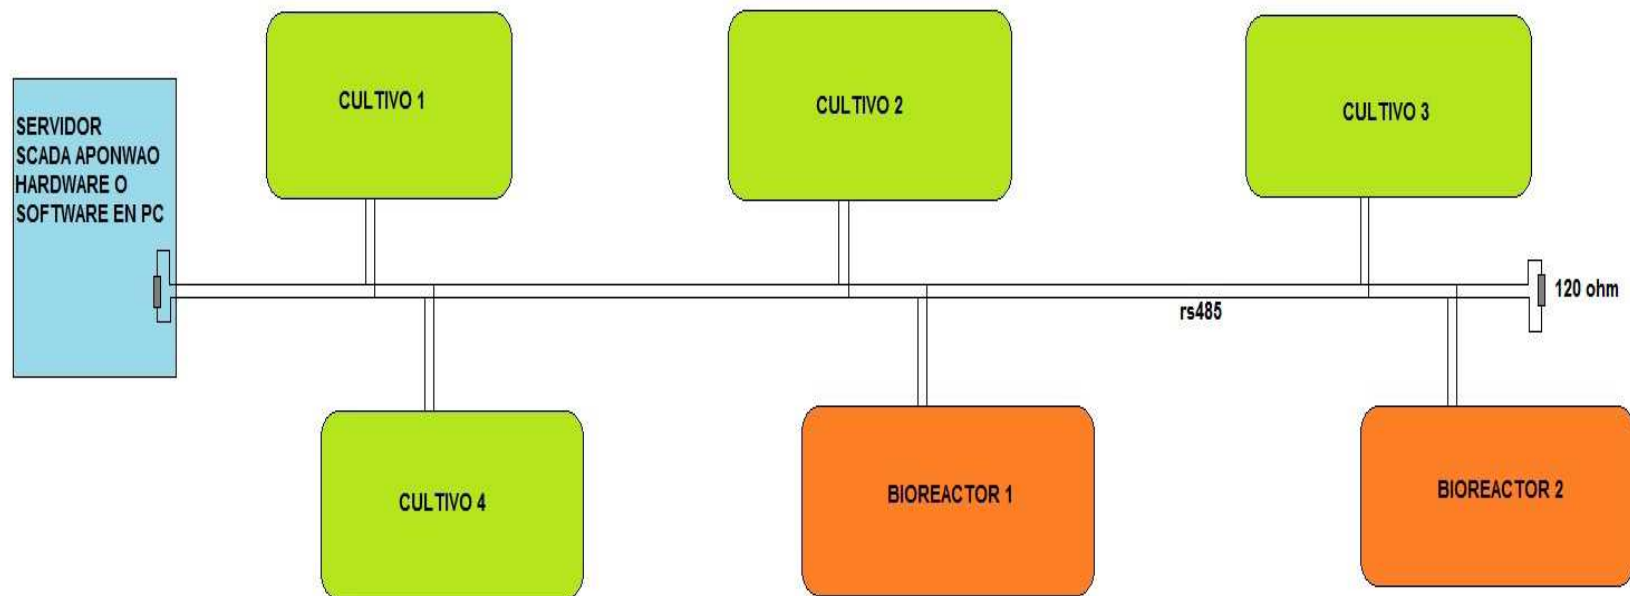 CULTIVO 1
CULTIVO 2
CULTIVO 3
SERVIDOR
SCADA APONWAO
HARDWARE O
SOFTWARE EN PC
120 ohm
rs485
CULTIVO 4
BIOREACTOR 1
BIOREACTOR 2